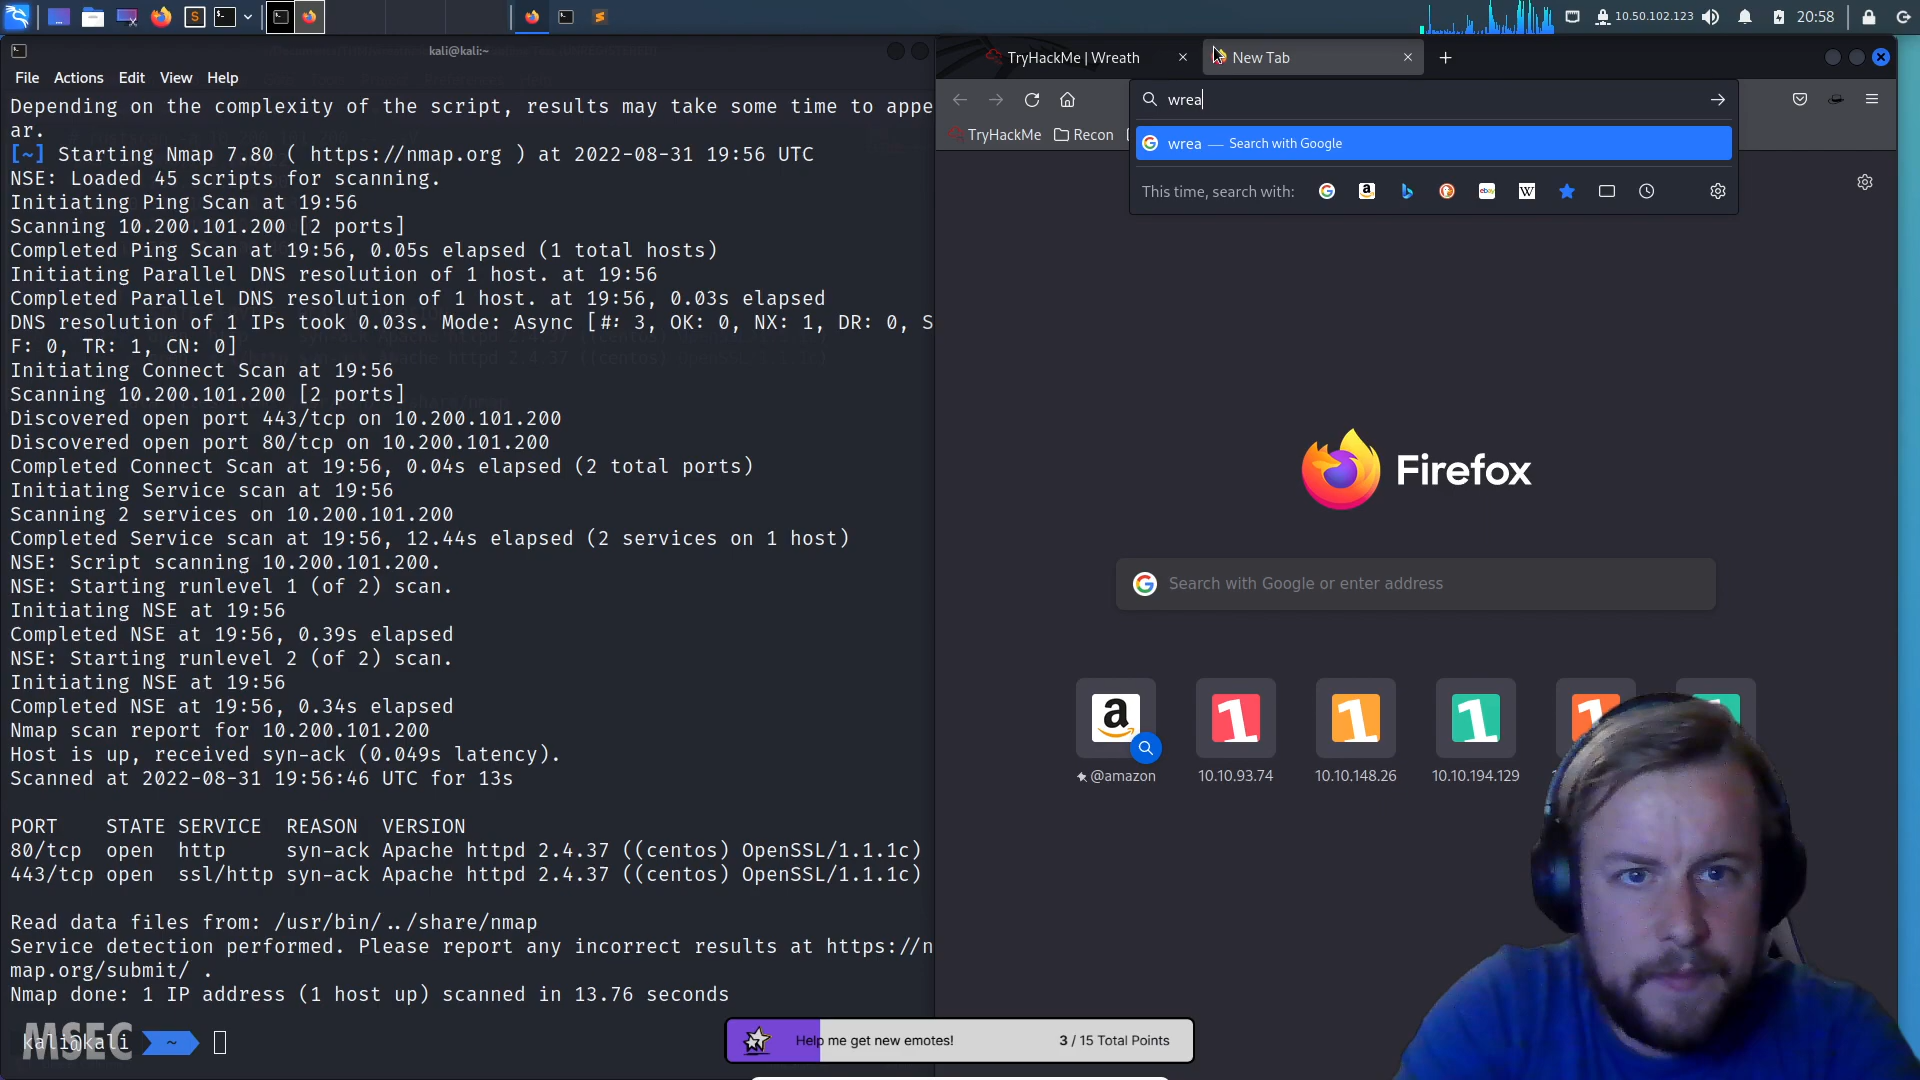 10.50.102.123
20:58
kali@kali:~
File Actions Edit View Help
Depending on the complexity of the script, results may take some time to appe
ar.
[~] Starting Nmap 7.80 ( https://nmap.org ) at 2022-08-31 19:56 UTC
NSE: Loaded 45 scripts for scanning.
Initiating Ping Scan at 19:56
Scanning 10.200.101.200 [2 ports]
Completed Ping Scan at 19:56, 0.05s elapsed (1 total hosts)
Initiating Parallel DNS resolution of 1 host. at 19:56
Completed Parallel DNS resolution of 1 host. at 19:56, 0.03s elapsed
DNS resolution of 1 IPs took 0.03s. Mode: Async [#: 3, OK: 0, NX: 1, DR: 0, S
F: 0, TR: 1, CN: 0]
Initiating Connect Scan at 19:56
Scanning 10.200.101.200 [2 ports]
Discovered open port 443/tcp on 10.200.101.200
Discovered open port 80/tcp on 10.200.101.200
Completed Connect Scan at 19:56, 0.04s elapsed (2 total ports)
Initiating Service scan at 19:56
Scanning 2 services on 10.200.101.200
Completed Service scan at 19:56, 12.44s elapsed (2 services on 1 host)
NSE: Script scanning 10.200.101.200.
NSE: Starting runlevel 1 (of 2) scan.
Initiating NSE at 19:56
Completed NSE at 19:56, 0.39s elapsed
NSE: Starting runlevel 2 (of 2) scan.
Initiating NSE at 19:56
Completed NSE at 19:56, 0.34s elapsed
Nmap scan report for 10.200.101.200
Host is up, received syn-ack (0.049s latency).
Scanned at 2022-08-31 19:56:46 UTC for 13s
PORT STATE SERVICE REASON VERSION
80/tcp open http syn-ack Apache httpd 2.4.37 ((centos) OpenSSL/1.1.1c)
443/tcp open ssl/http syn-ack Apache httpd 2.4.37 ((centos) OpenSSL/1.1.1c)
Read data files from: /usr/bin/../share/nmap
Service detection performed. Please report any incorrect results at https://n
map.org/submit/ .
Nmap done: 1 IP address (1 host up) scanned in 13.76 seconds
kali@kali ~
MSEC
TryHackMe | Wreath
New Tab
wrea
TryHackMe Recon
wrea — Search with Google
This time, search with:
Firefox
Search with Google or enter address
@amazon
10.10.93.74
10.10.148.26
10.10.194.129
Help me get new emotes!
3 / 15 Total Points